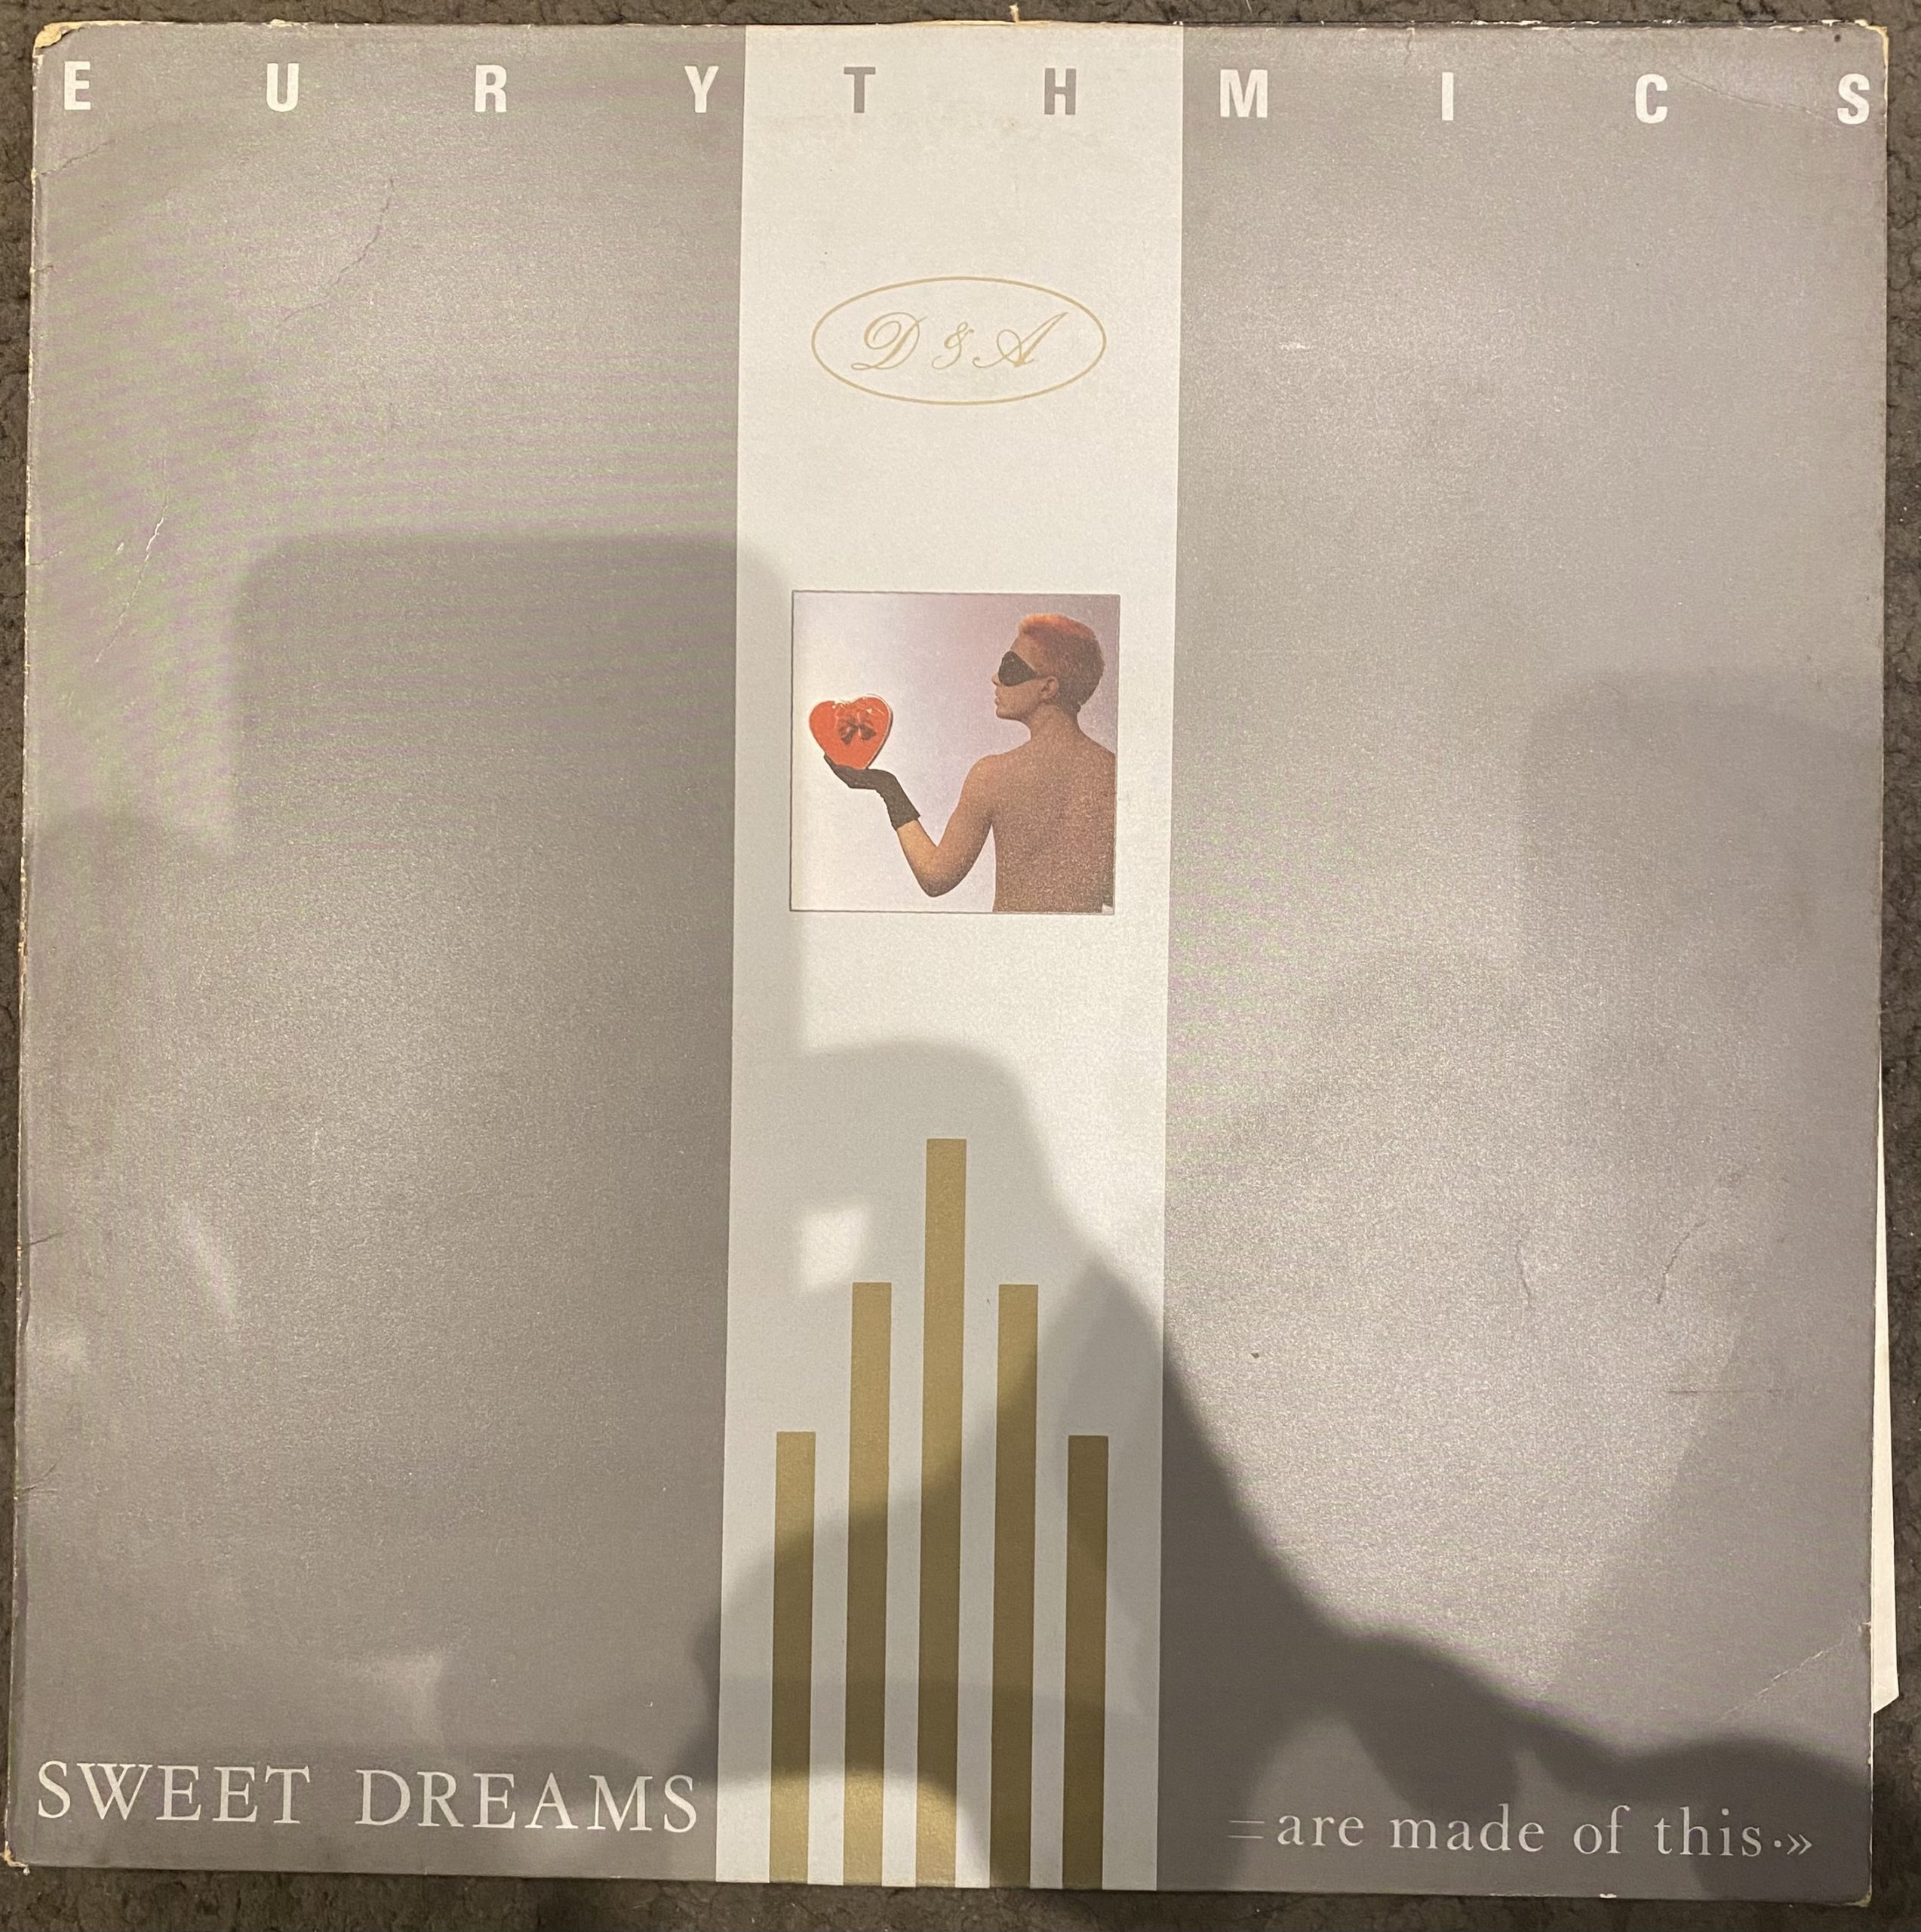 EURYTHMICS
D & A
SWEET DREAMS =are made of this·»